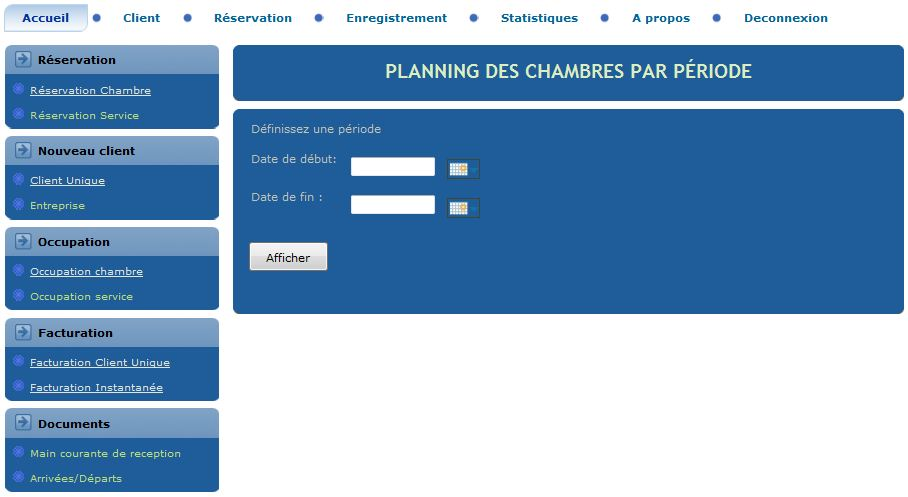 Accueil Client Réservation Enregistrement Statistiques A propos Deconnexion
Réservation
Réservation Chambre
Réservation Service
Nouveau client
Client Unique
Entreprise
Occupation
Occupation chambre
Occupation service
Facturation
Facturation Client Unique
Facturation Instantanée
Documents
Main courante de reception
Arrivées/Départs
PLANNING DES CHAMBRES PAR PÉRIODE
Définissez une période
Date de début:
Date de fin :
Afficher